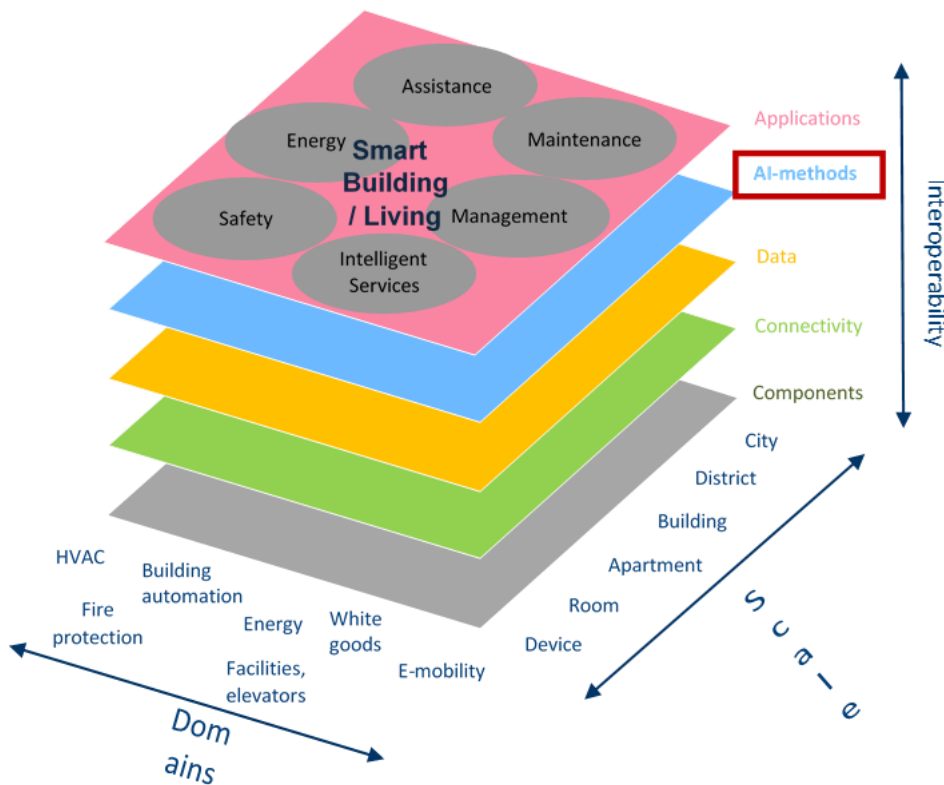 Assistance
Energy
Maintenance
Smart
Building
/ Living
Safety
Management
Intelligent
Services
Applications
AI-methods
Data
Connectivity
Components
Interoperability
City
District
Building
Apartment
Room
Device
Scale
HVAC
Building
automation
Fire
protection
Energy
White
goods
Facilities,
elevators
E-mobility
Dom
ains